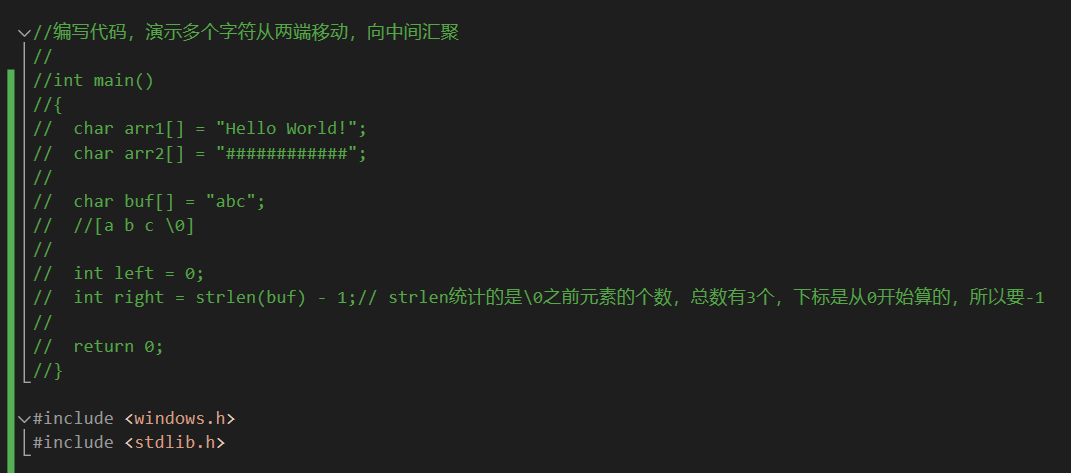 //编写代码，演示多个字符从两端移动，向中间汇聚
//
//int main()
//{
//  char arr1[] = "Hello World!";
//  char arr2[] = "############";
//
//  char buf[] = "abc";
//  //[a b c \0]
//
//  int left = 0;
//  int right = strlen(buf) - 1;// strlen统计的是\0之前元素的个数，总数有3个，下标是从0开始算的，所以要-1
//
//  return 0;
//}
#include <windows.h>
#include <stdlib.h>